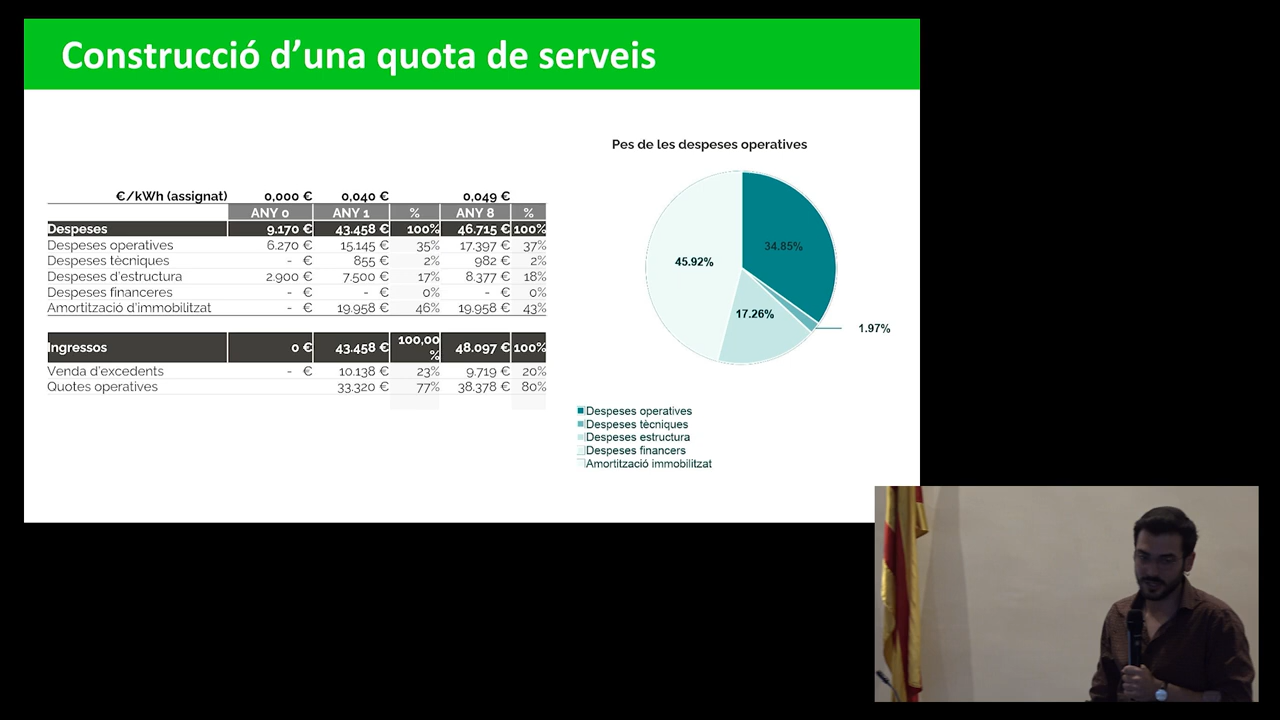 Construcció d'una quota de serveis
€/kWh (assignat) 0,000 € 0,040 € 0,049 €
ANY 0 ANY 1 % ANY 8 %
Despeses 9.170 € 43.458 € 100% 46.715 € 100%
Despeses operatives 6.270 € 15.145 € 35% 17.397 € 37%
Despeses tècniques - € 855 € 2% 982 € 2%
Despeses d'estructura 2.900 € 7.500 € 17% 8.377 € 18%
Despeses financeres - € - € 0% - € 0%
Amortització d'immobilitzat - € 19.958 € 46% 19.958 € 43%
Ingressos 0 € 43.458 € 100,00 % 48.097 € 100%
Venda d'excedents - € 10.138 € 23% 9.719 € 20%
Quotes operatives 33.320 € 77% 38.378 € 80%
Pes de les despeses operatives
34.85%
45.92%
17.26%
1.97%
Despeses operatives
Despeses tècniques
Despeses estructura
Despeses financers
Amortització immobilitzat